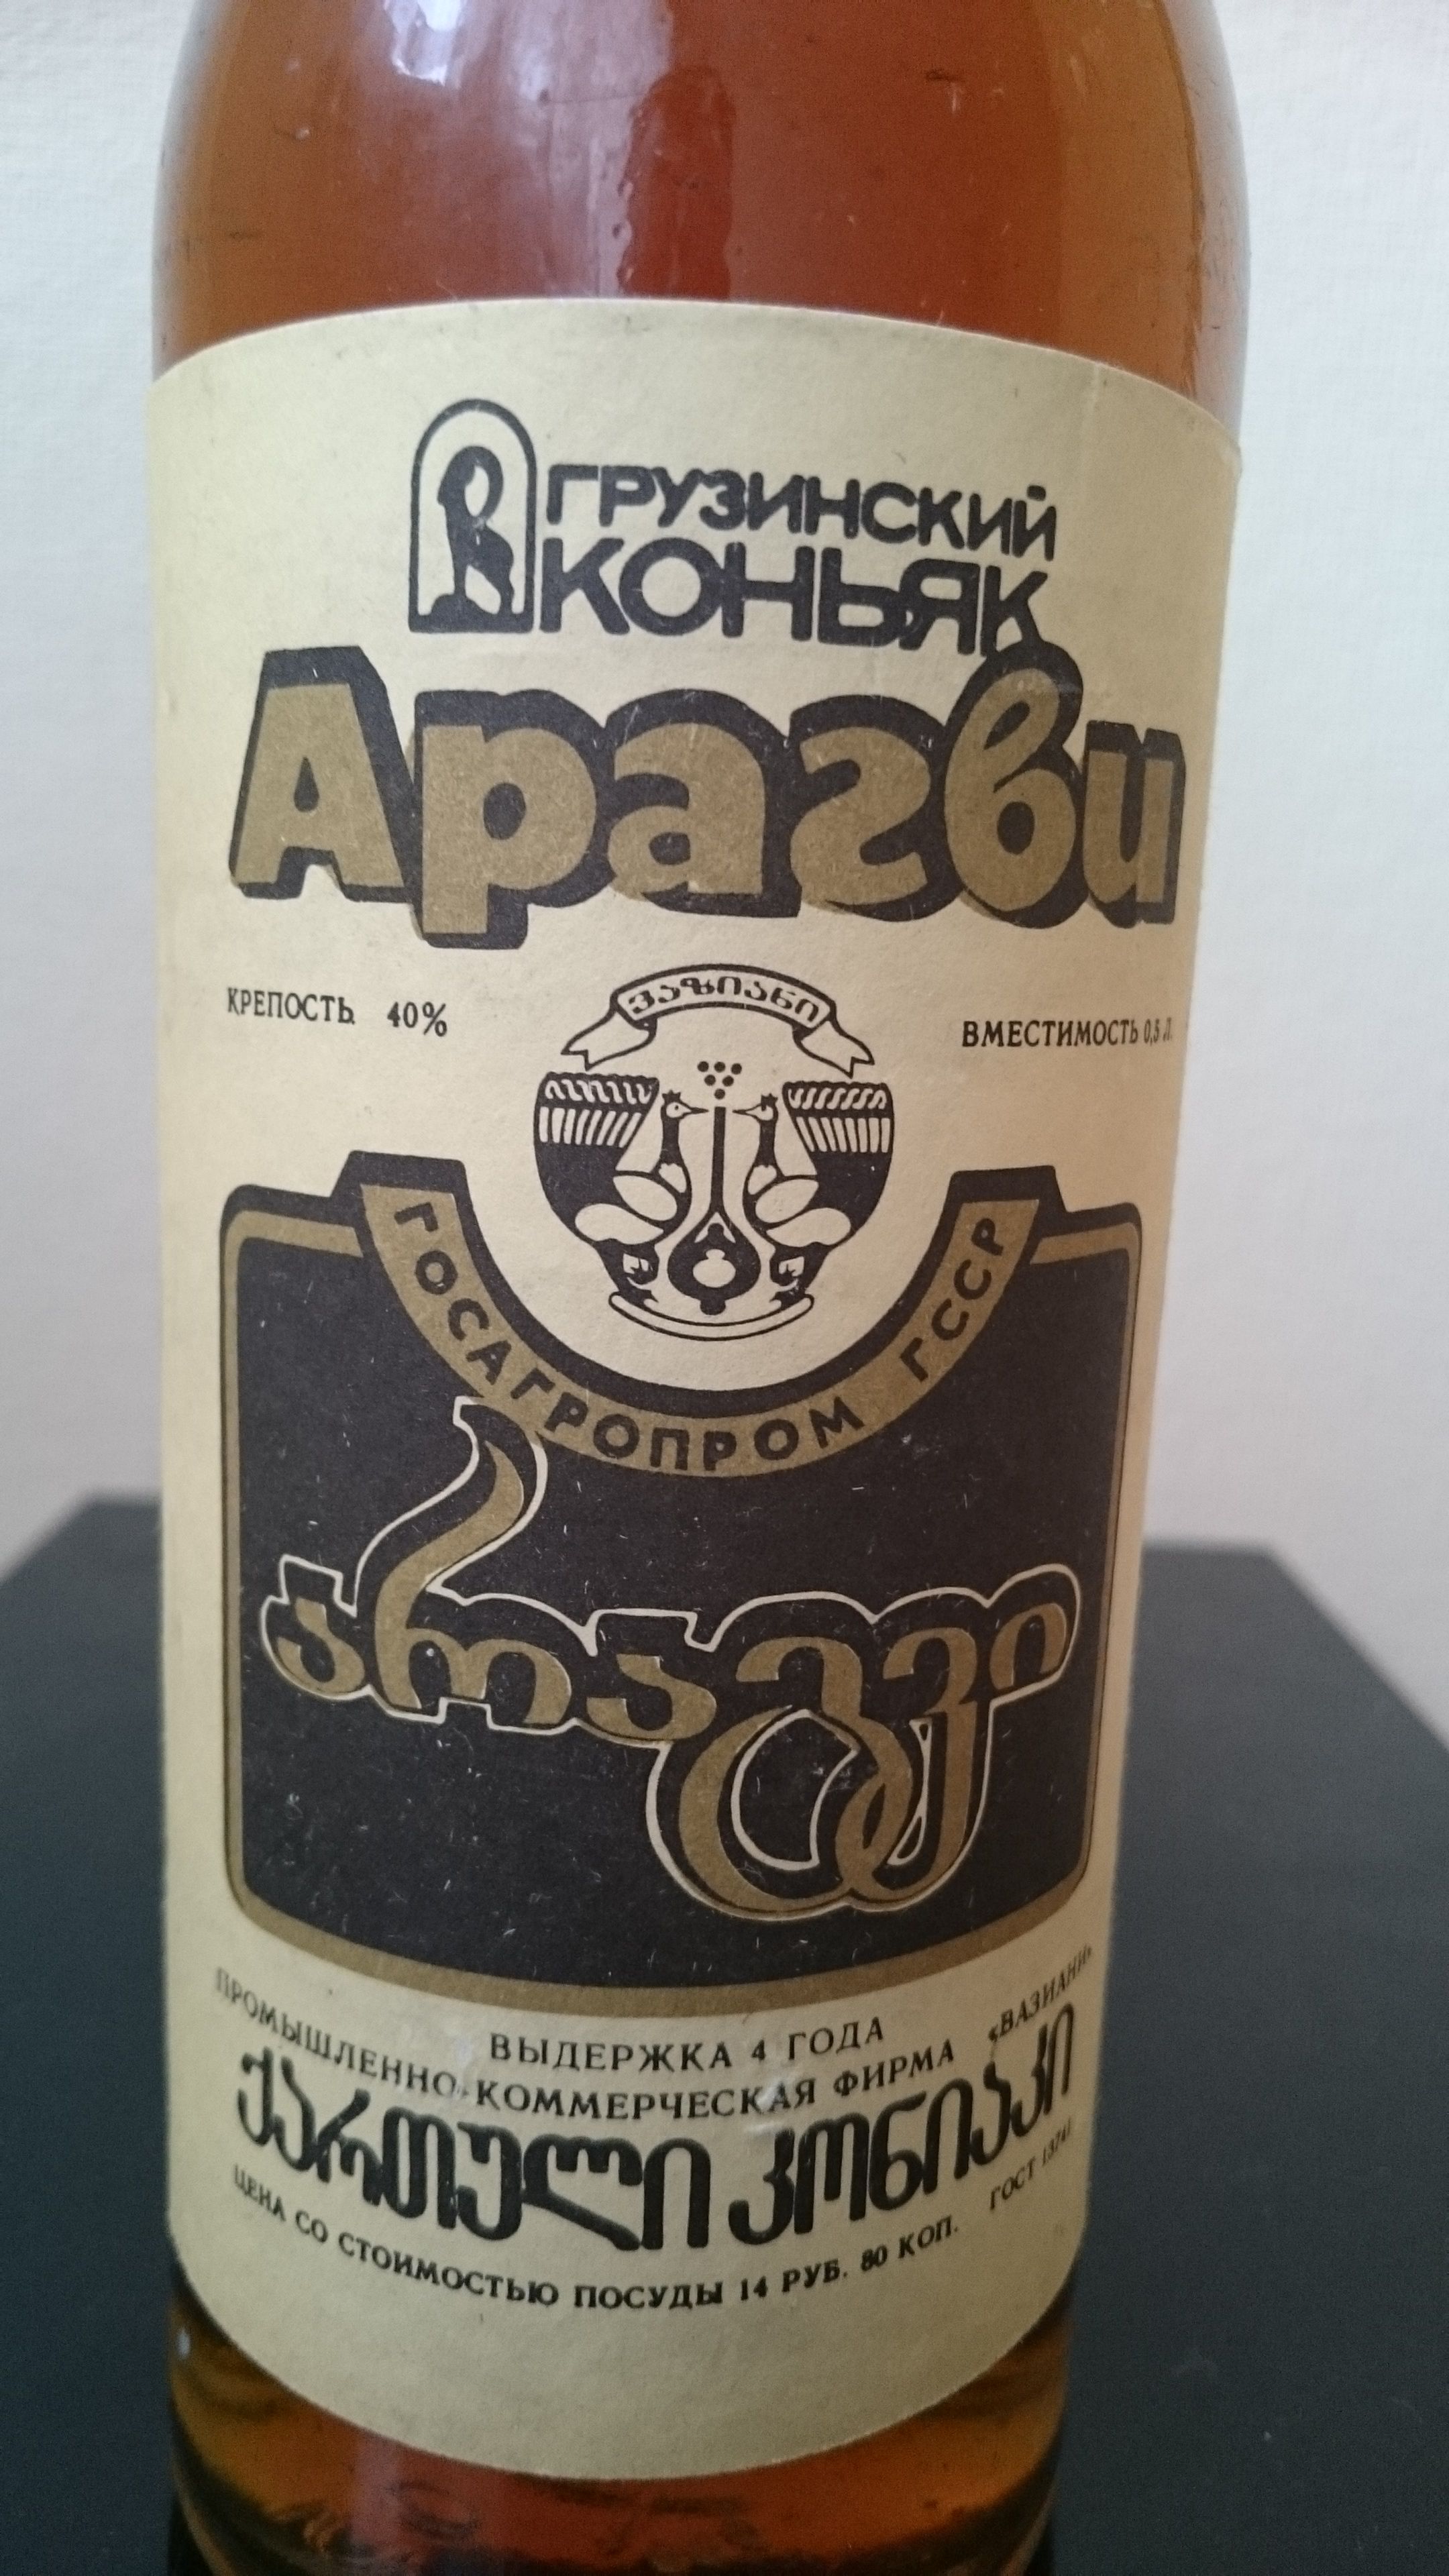 ГРУЗИНСКИЙ
КОНЬЯК
Арагви
ვაზიანი
КРЕПОСТЬ 40%
ВМЕСТИМОСТЬ 0,5 Л.
ГОСАГРОПРОМ ГССР
არაგვი
ВЫДЕРЖКА 4 ГОДА
ПРОМЫШЛЕННО-КОММЕРЧЕСКАЯ ФИРМА «ВАЗИАНИ»
ქართული კონიაკი
ЦЕНА СО СТОИМОСТЬЮ ПОСУДЫ 14 РУБ. 80 КОП. ГОСТ 13741